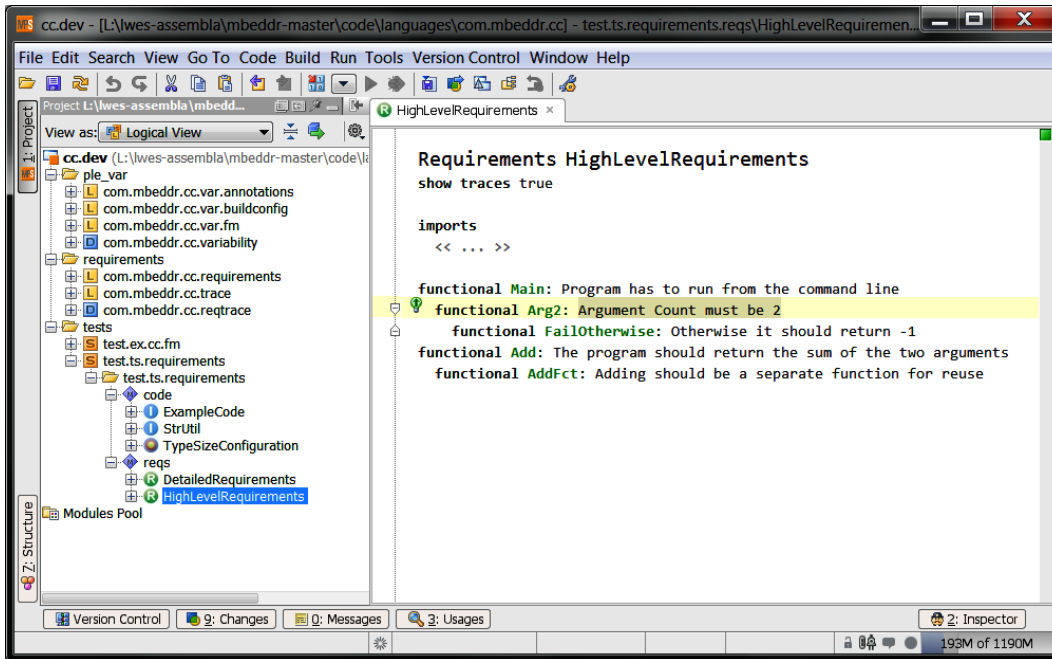 MPS cc.dev - [L:\lwes-assembla\mbeddr-master\code\languages\com.mbeddr.cc] - test.ts.requirements.reqs\HighLevelRequiremen...
File Edit Search View Go To Code Build Run Tools Version Control Window Help
Project L:\lwes-assembla\mbedd...
HighLevelRequirements
1: Project
View as: Logical View
cc.dev (L:\lwes-assembla\mbeddr-master\code\la
ple_var
L com.mbeddr.cc.var.annotations
L com.mbeddr.cc.var.buildconfig
L com.mbeddr.cc.var.fm
D com.mbeddr.cc.variability
requirements
L com.mbeddr.cc.requirements
L com.mbeddr.cc.trace
D com.mbeddr.cc.reqtrace
tests
S test.ex.cc.fm
S test.ts.requirements
test.ts.requirements
M code
I ExampleCode
I StrUtil
TypeSizeConfiguration
M reqs
R DetailedRequirements
R HighLevelRequirements
Modules Pool
Z: Structure
R HighLevelRequirements
Requirements HighLevelRequirements
show traces true
imports
<< ... >>
functional Main: Program has to run from the command line
functional Arg2: Argument Count must be 2
functional FailOtherwise: Otherwise it should return -1
functional Add: The program should return the sum of the two arguments
functional AddFct: Adding should be a separate function for reuse
Version Control 9: Changes 0: Messages 3: Usages 2: Inspector
193M of 1190M